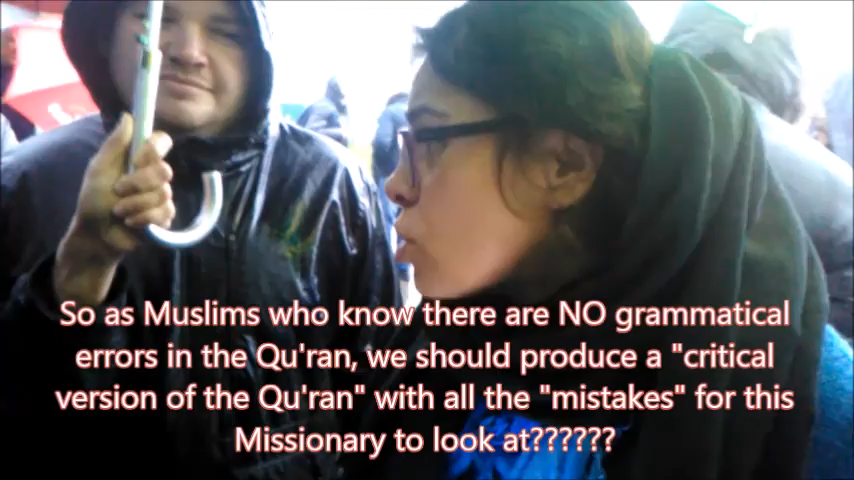 So as Muslims who know there are NO grammatical
errors in the Qu'ran, we should produce a "critical
version of the Qu'ran" with all the "mistakes" for this
Missionary to look at??????